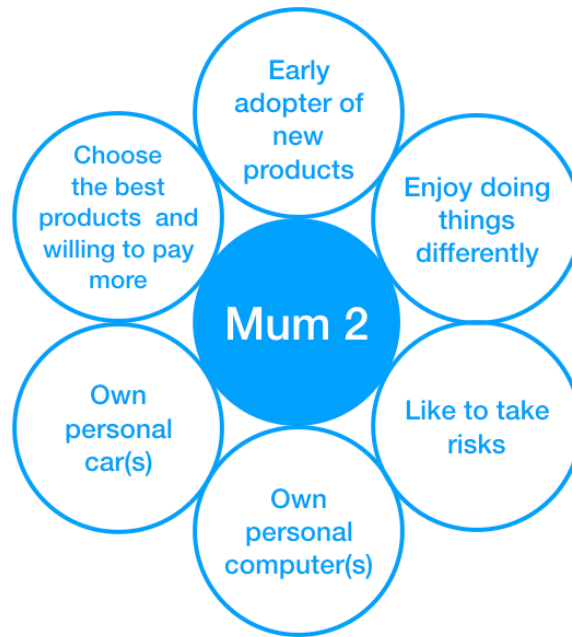 Early
adopter of
new
products
Choose
the best
products and
willing to pay
more
Enjoy doing
things
differently
Mum 2
Own
personal
car(s)
Like to take
risks
Own
personal
computer(s)